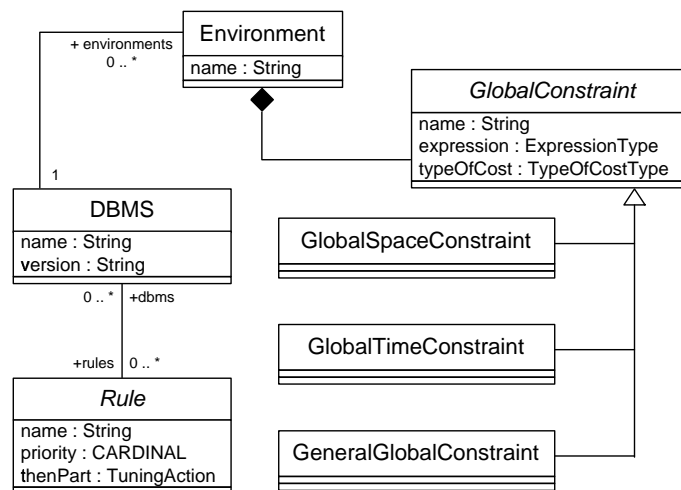 Environment
name : String
+ environments
0 .. *
GlobalConstraint
name : String
expression : ExpressionType
typeOfCost : TypeOfCostType
1
DBMS
name : String
version : String
GlobalSpaceConstraint
0 .. * +dbms
GlobalTimeConstraint
+rules 0 .. *
Rule
name : String
priority : CARDINAL
thenPart : TuningAction
GeneralGlobalConstraint